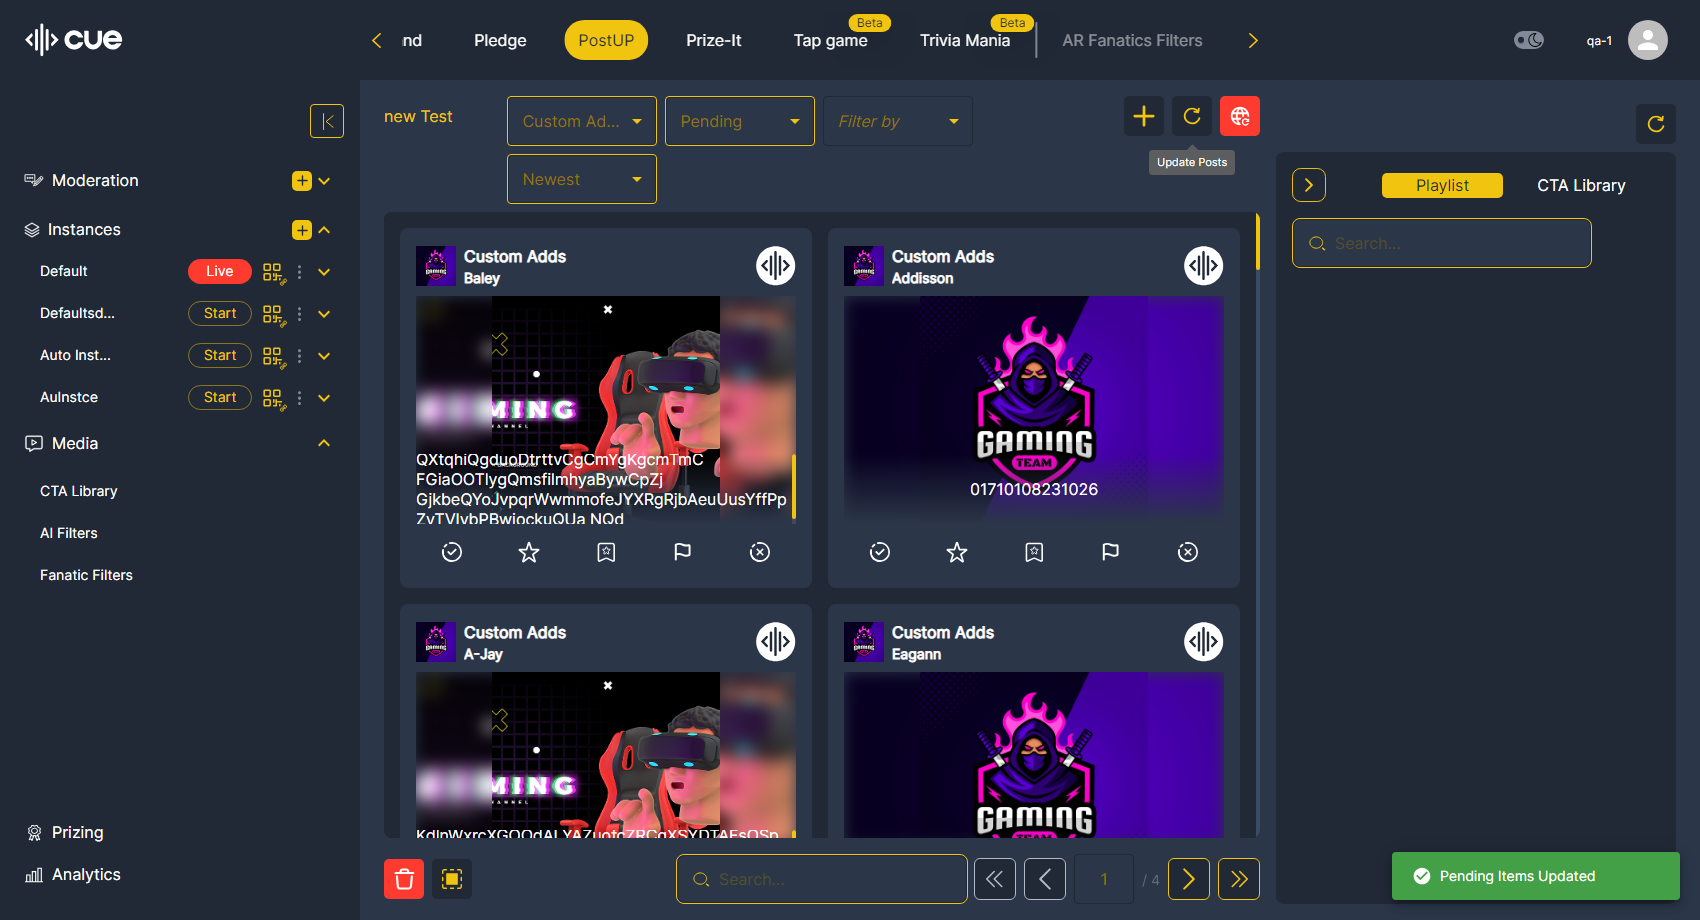 cue
nd
Pledge
PostUP
Prize-It
Tap game
Beta
Trivia Mania
Beta
AR Fanatics Filters
qa-1
Moderation
Instances
Default
Live
Defaultsd...
Start
Auto Inst...
Start
AuInstce
Start
Media
CTA Library
AI Filters
Fanatic Filters
Prizing
Analytics
new Test
Custom Ad...
Pending
Filter by
Newest
Update Posts
Custom Adds
Baley
MING
CHANNEL
QXtqhiQgduoDtrttvCgCmYgKgcmTmC
FGiaOOTlygQmsfilmhyaBywCpZj
GjkbeQYoJvpqrWwmmofeJYXRgRjbAeuUusYffPp
ZvTVIvbPBwiockuQUa NQd
Custom Adds
Addisson
GAMING
TEAM
01710108231026
Custom Adds
A-Jay
MING
CHANNEL
Custom Adds
Eagann
GAMING
Search...
1
/ 4
Playlist
CTA Library
Search...
Pending Items Updated